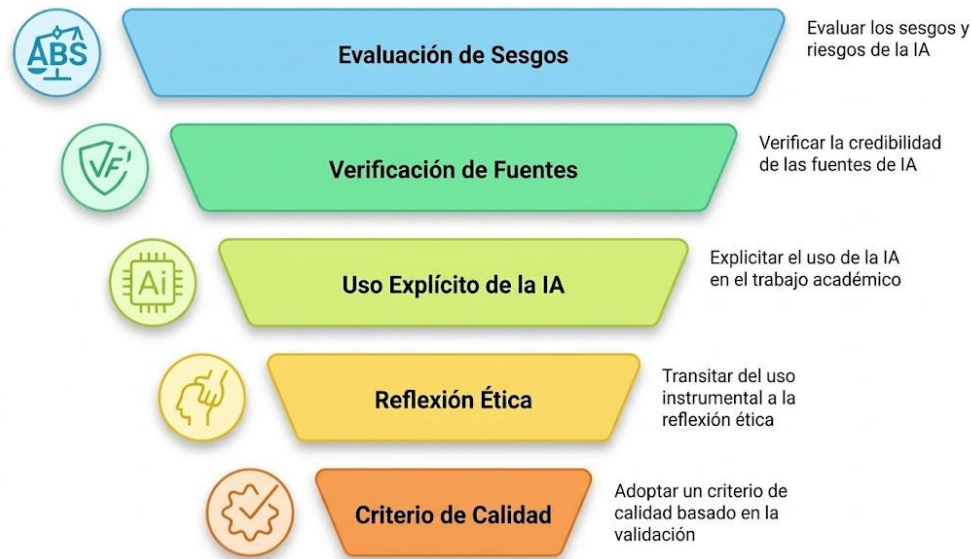 ABS
Evaluación de Sesgos
Evaluar los sesgos y
riesgos de la IA
VF
Verificación de Fuentes
Verificar la credibilidad
de las fuentes de IA
Ai
Uso Explícito de la IA
Explicitar el uso de la IA
en el trabajo académico
Reflexión Ética
Transitar del uso
instrumental a la
reflexión ética
Criterio de Calidad
Adoptar un criterio de
calidad basado en la
validación